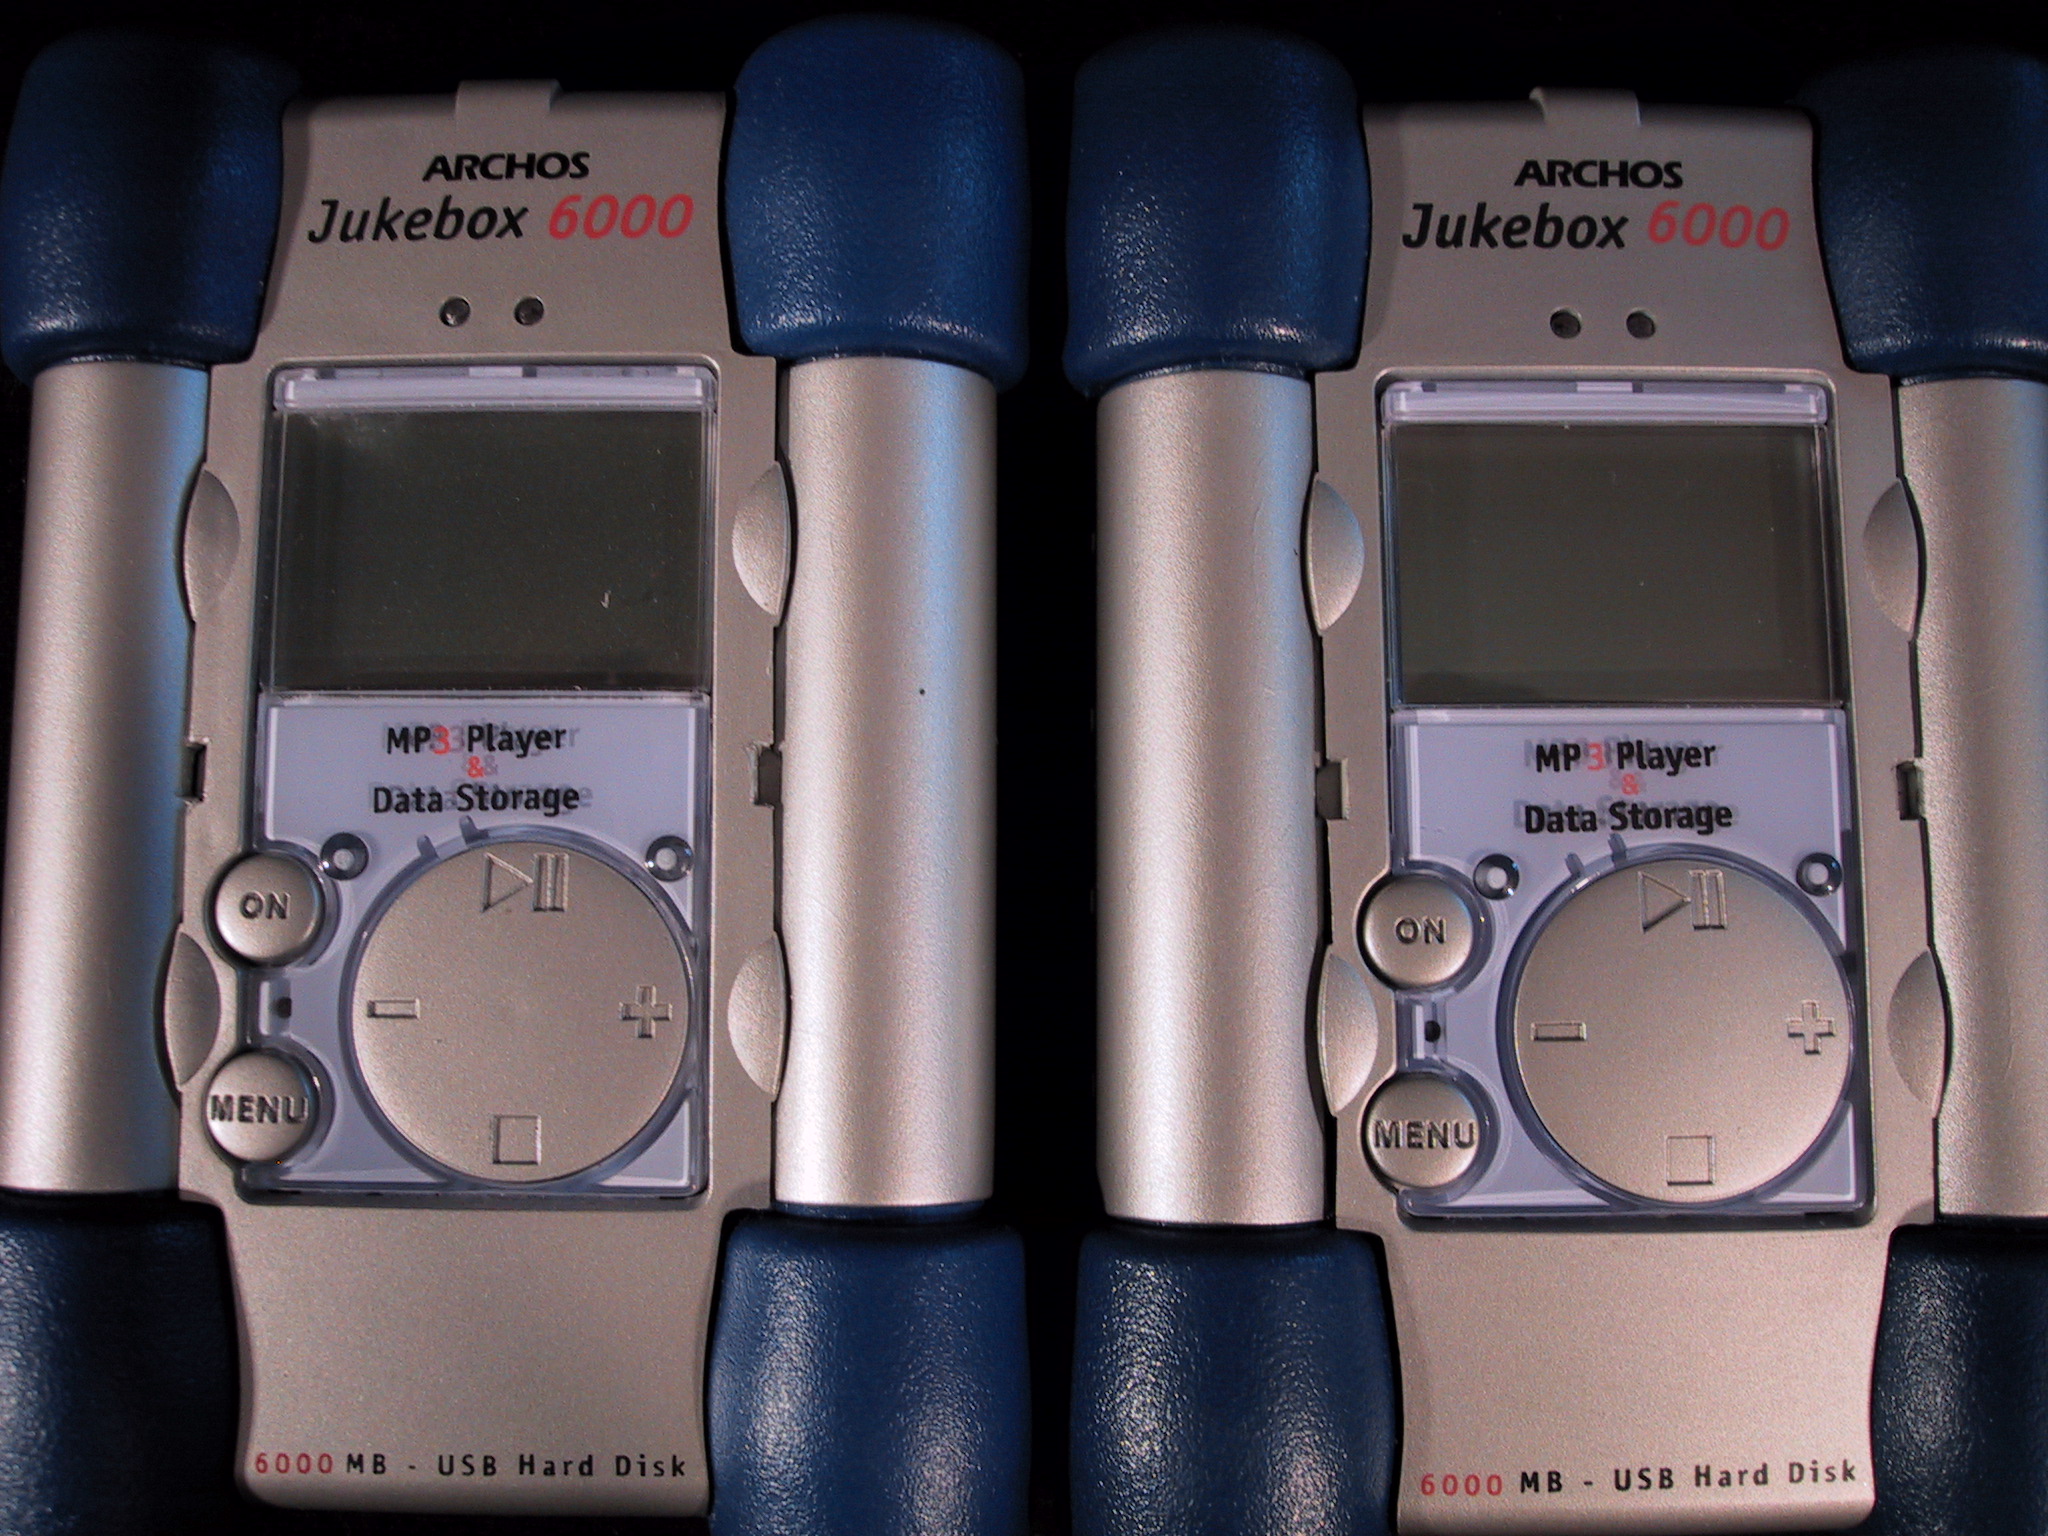 ARCHOS
Jukebox 6000
MP3 Player
&
Data Storage
ON
MENU
6000 MB - USB Hard Disk
ARCHOS
Jukebox 6000
MP3 Player
&
Data Storage
ON
MENU
6000 MB - USB Hard Disk